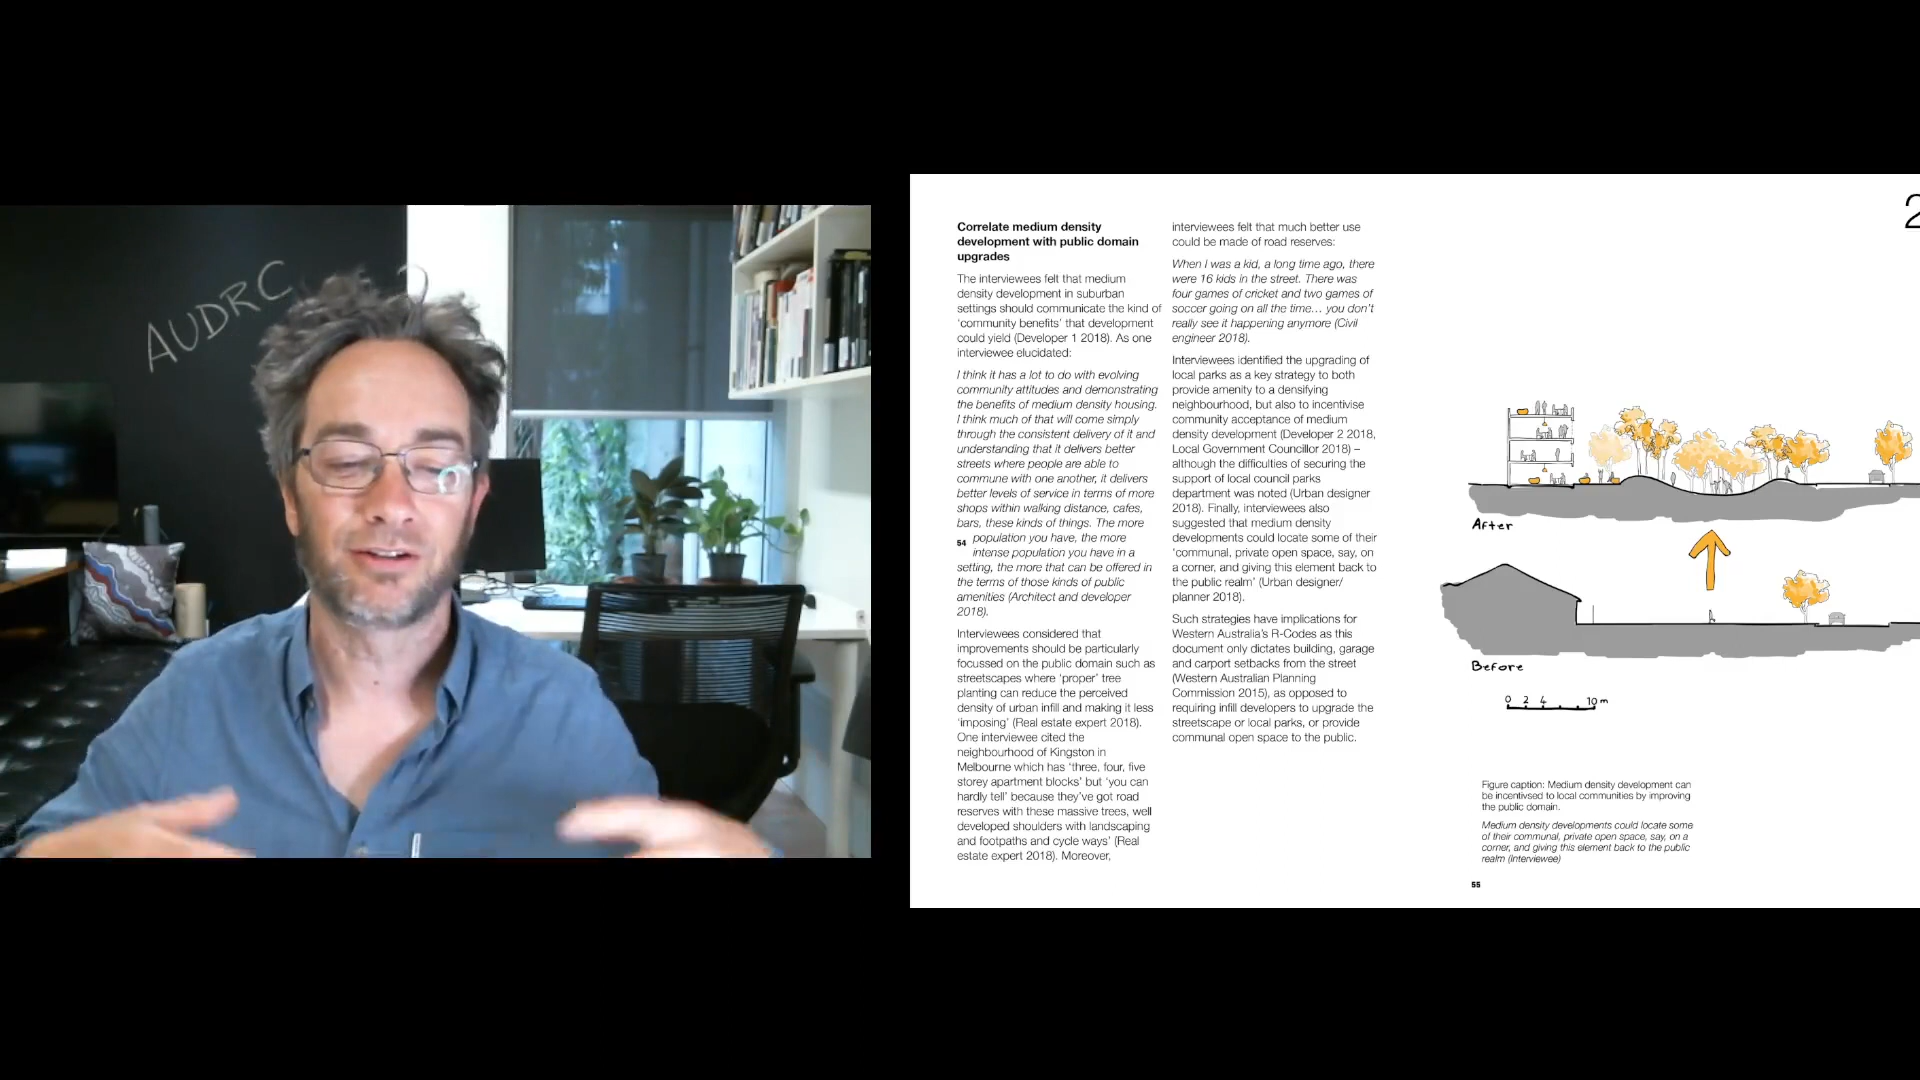 AUDRC
Correlate medium density
development with public domain
upgrades
The interviewees felt that medium
density development in suburban
settings should communicate the kind of
‘community benefits’ that development
could yield (Developer 1 2018). As one
interviewee elucidated:
I think it has a lot to do with evolving
community attitudes and demonstrating
the benefits of medium density housing.
I think much of that will come simply
through the consistent delivery of it and
understanding that it delivers better
streets where people are able to
commune with one another, it delivers
better levels of service in terms of more
shops within walking distance, cafes,
bars, these kinds of things. The more
population you have, the more
intense population you have in a
setting, the more that can be offered in
the terms of those kinds of public
amenities (Architect and developer
2018).
Interviewees considered that
improvements should be particularly
focussed on the public domain such as
streetscapes where ‘proper’ tree
planting can reduce the perceived
density of urban infill and making it less
‘imposing’ (Real estate expert 2018).
One interviewee cited the
neighbourhood of Kingston in
Melbourne which has ‘three, four, five
storey apartment blocks’ but ‘you can
hardly tell’ because they’ve got road
reserves with these massive trees, well
developed shoulders with landscaping
and footpaths and cycle ways’ (Real
estate expert 2018). Moreover,
54
interviewees felt that much better use
could be made of road reserves:
When I was a kid, a long time ago, there
were 16 kids in the street. There was
four games of cricket and two games of
soccer going on all the time… you don’t
really see it happening anymore (Civil
engineer 2018).
Interviewees identified the upgrading of
local parks as a key strategy to both
provide amenity to a densifying
neighbourhood, but also to incentivise
community acceptance of medium
density development (Developer 2 2018,
Local Government Councillor 2018) –
although the difficulties of securing the
support of local council parks
department was noted (Urban designer
2018). Finally, interviewees also
suggested that medium density
developments could locate some of their
‘communal, private open space, say, on
a corner, and giving this element back to
the public realm’ (Urban designer/
planner 2018).
Such strategies have implications for
Western Australia’s R-Codes as this
document only dictates building, garage
and carport setbacks from the street
(Western Australian Planning
Commission 2015), as opposed to
requiring infill developers to upgrade the
streetscape or local parks, or provide
communal open space to the public.
2
After
Before
0 2 4 10 m
Figure caption: Medium density development can
be incentivsed to local communities by improving
the public domain.
Medium density developments could locate some
of their communal, private open space, say, on a
corner, and giving this element back to the public
realm (Interviewee)
55